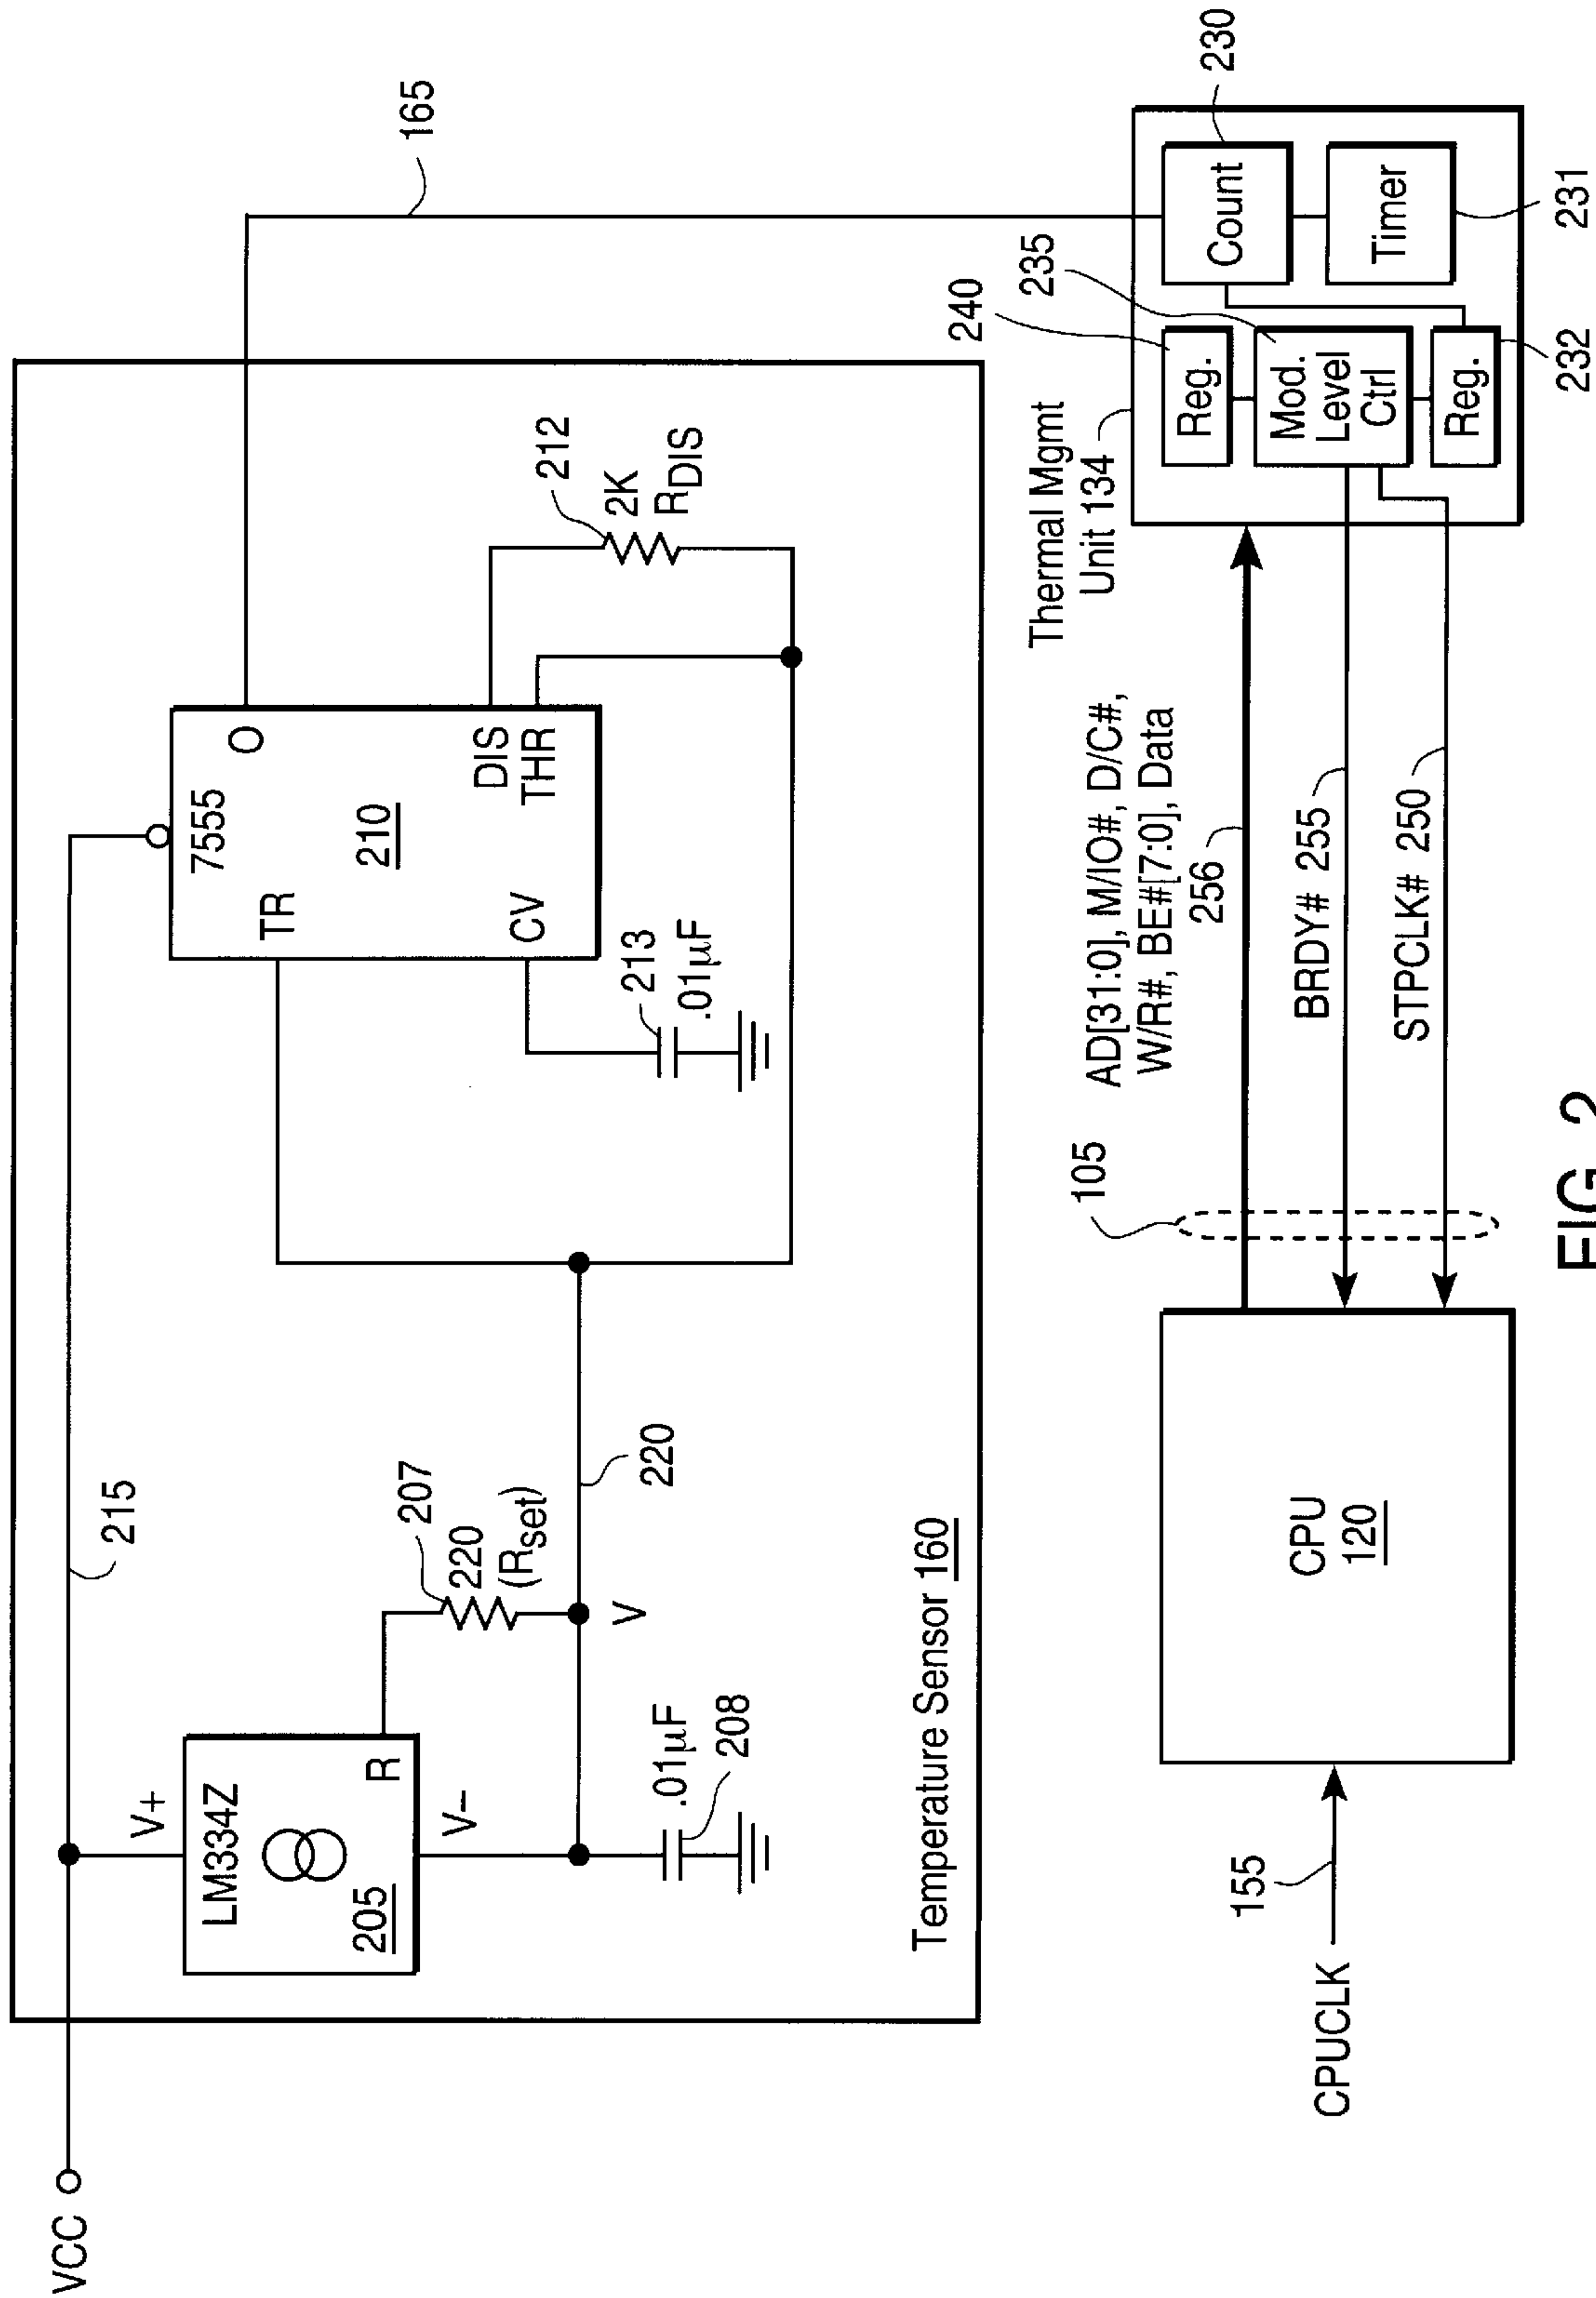 VCC
215
V+
LM334Z
205
R
V−
207
220
(Rset)
V
.01µF
208
220
7555
TR
O
210
CV
DIS
THR
213
.01µF
212
2K
RDIS
165
Temperature Sensor 160
CPUCLK
155
CPU
120
105
AD[31:0], M/IO#, D/C#,
W/R#, BE#[7:0], Data
256
BRDY# 255
STPCLK# 250
Thermal Mgmt
Unit 134
240
235
230
Reg.
Mod.
Level
Ctrl
Reg.
Count
Timer
232
231
FIG. 2